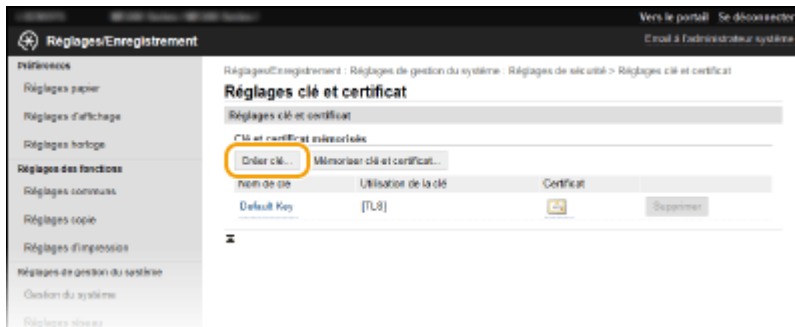 Vers le portail Se déconnecter
Réglages/Enregistrement
Email à l'administrateur système
Préférences
Réglages papier
Réglages d'affichage
Réglages horloge
Réglages des fonctions
Réglages communs
Réglages copie
Réglages d'impression
Réglages de gestion du système
Gestion du système
Réglages réseau
Réglages/Enregistrement : Réglages de gestion du système : Réglages de sécurité > Réglages clé et certificat
Réglages clé et certificat
Réglages clé et certificat
Clé et certificat mémorisés
Créer clé... Mémoriser clé et certificat...
Nom de clé Utilisation de la clé Certificat
Default Key [TLS] Supprimer